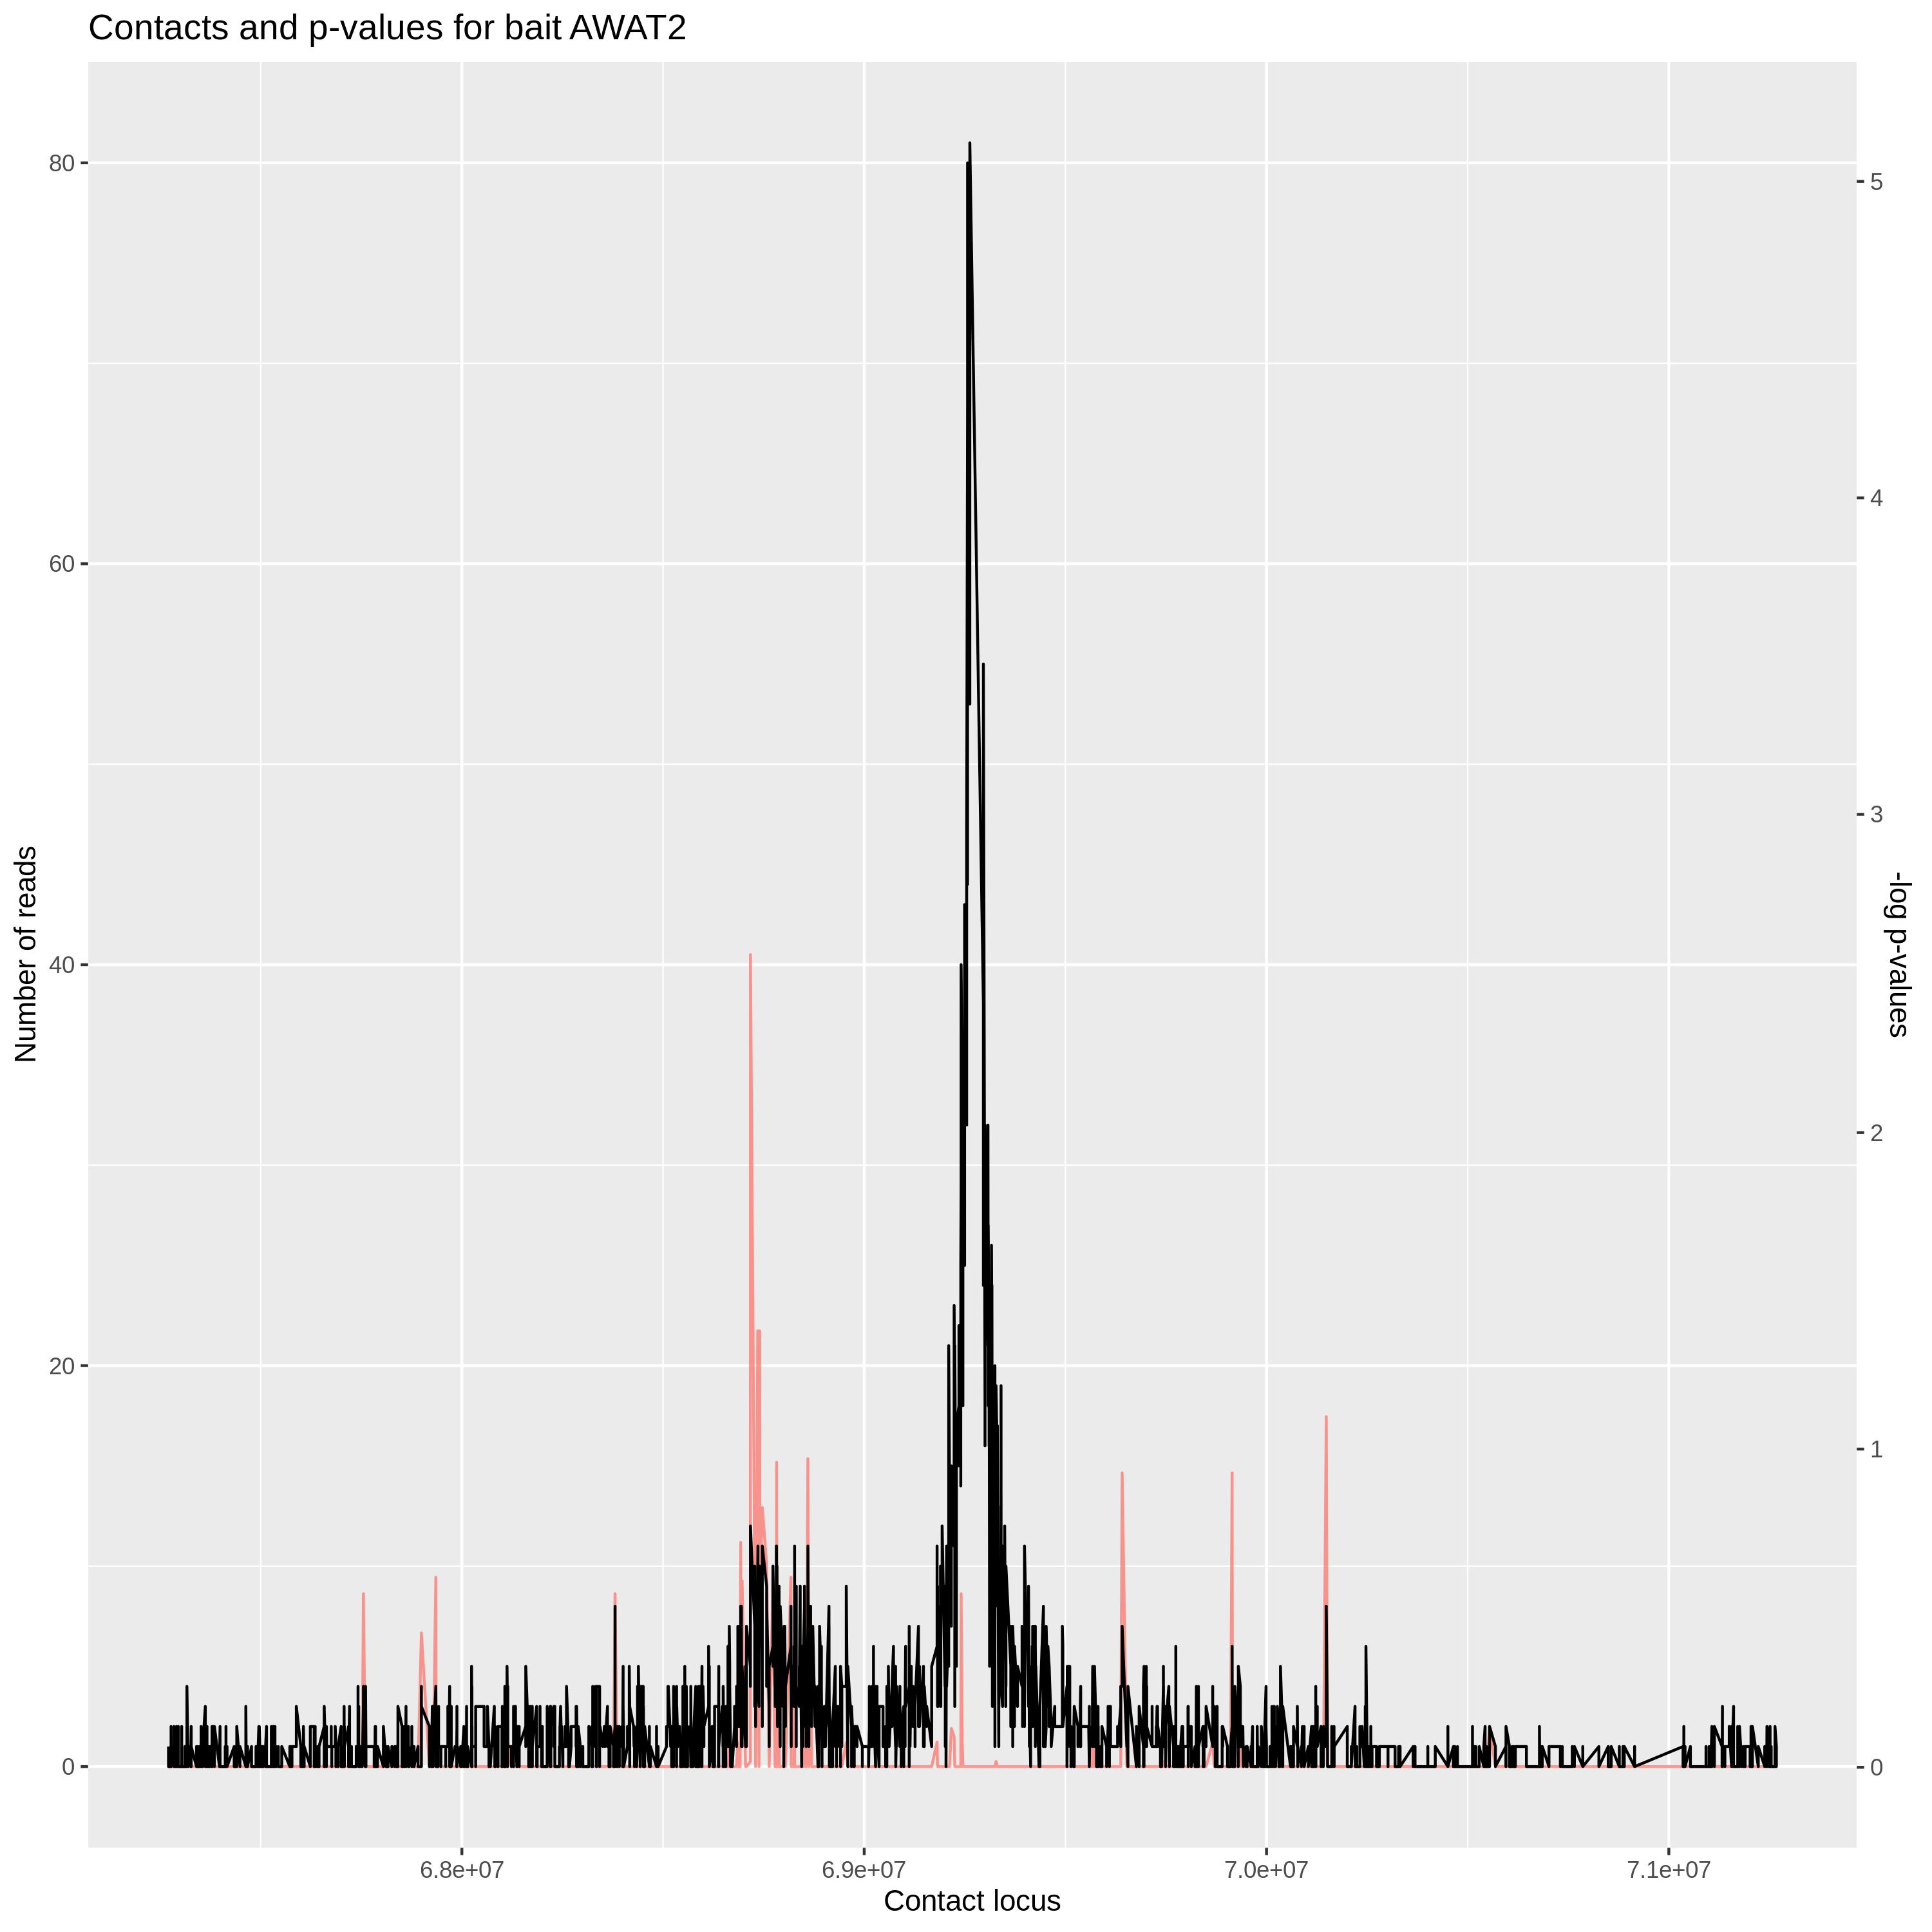 Contacts and p-values for bait AWAT2
80
60
40
20
0
Number of reads
5
4
3
2
1
0
-log p-values
6.8e+07
6.9e+07
7.0e+07
7.1e+07
Contact locus